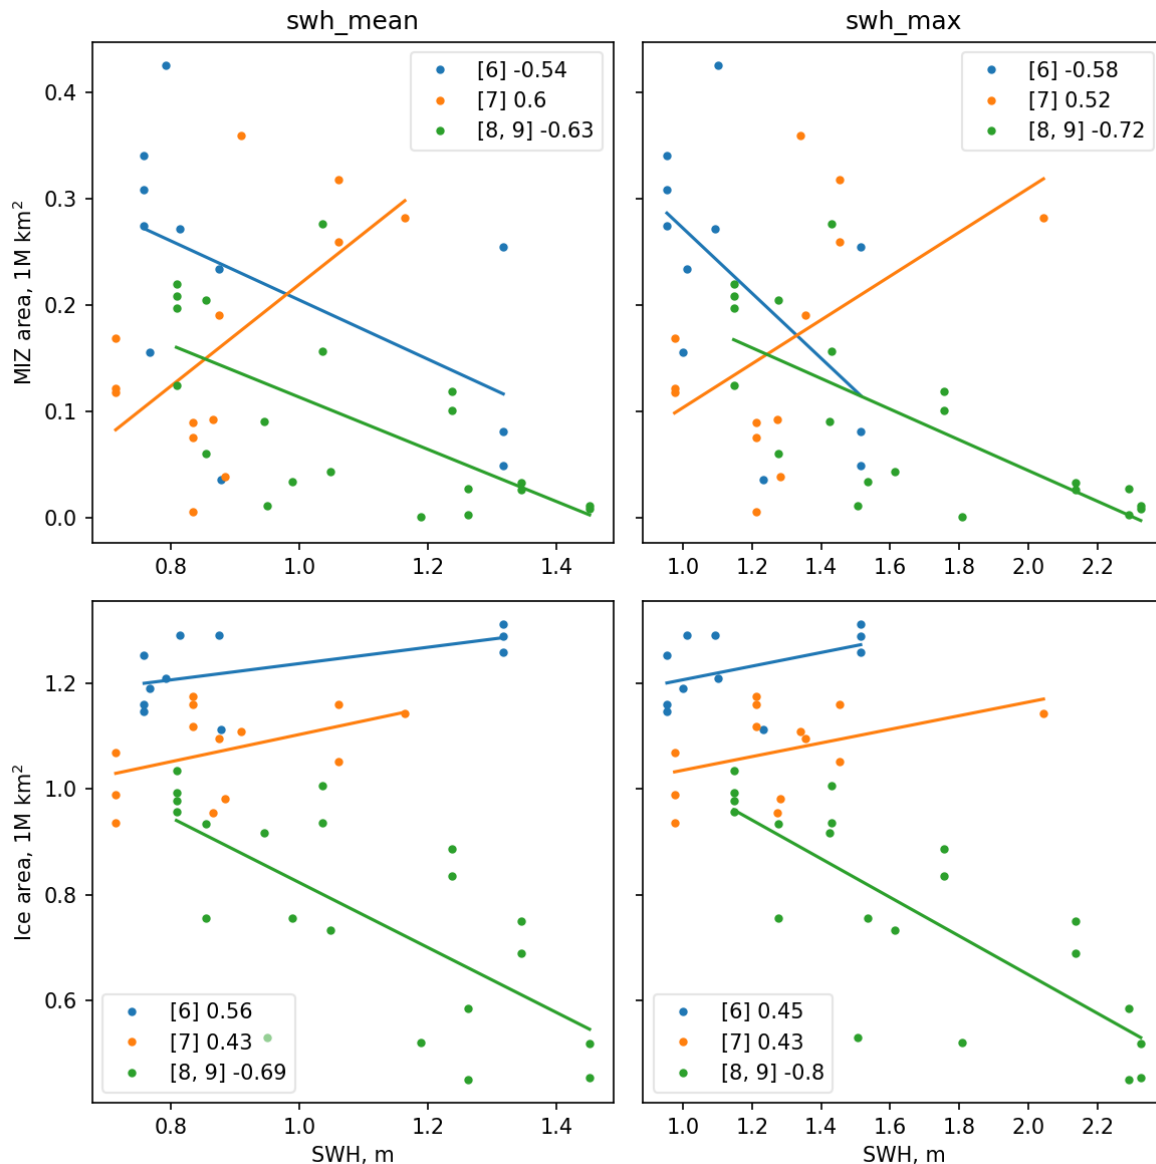 swh_mean
swh_max
MIZ area, 1M km²
0.4
0.3
0.2
0.1
0.0
[6] -0.54
[7] 0.6
[8, 9] -0.63
0.8 1.0 1.2 1.4
[6] -0.58
[7] 0.52
[8, 9] -0.72
1.0 1.2 1.4 1.6 1.8 2.0 2.2
Ice area, 1M km²
1.2
1.0
0.8
0.6
[6] 0.56
[7] 0.43
[8, 9] -0.69
0.8 1.0 1.2 1.4
SWH, m
[6] 0.45
[7] 0.43
[8, 9] -0.8
1.0 1.2 1.4 1.6 1.8 2.0 2.2
SWH, m